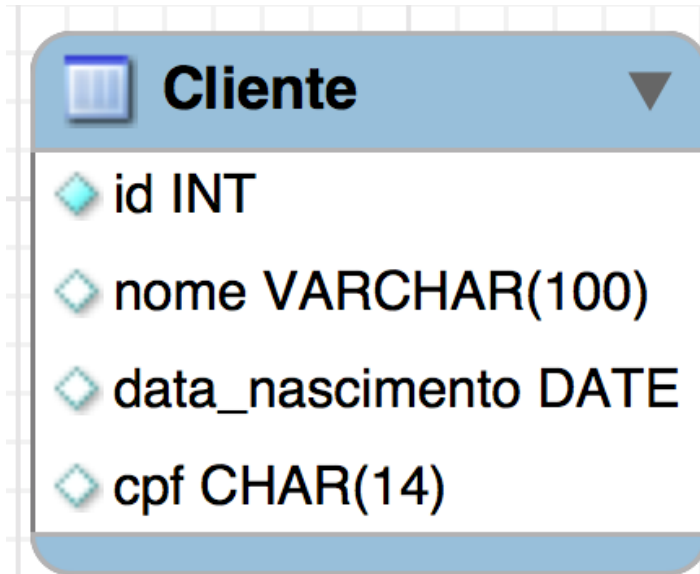 Cliente
id INT
nome VARCHAR(100)
data_nascimento DATE
cpf CHAR(14)